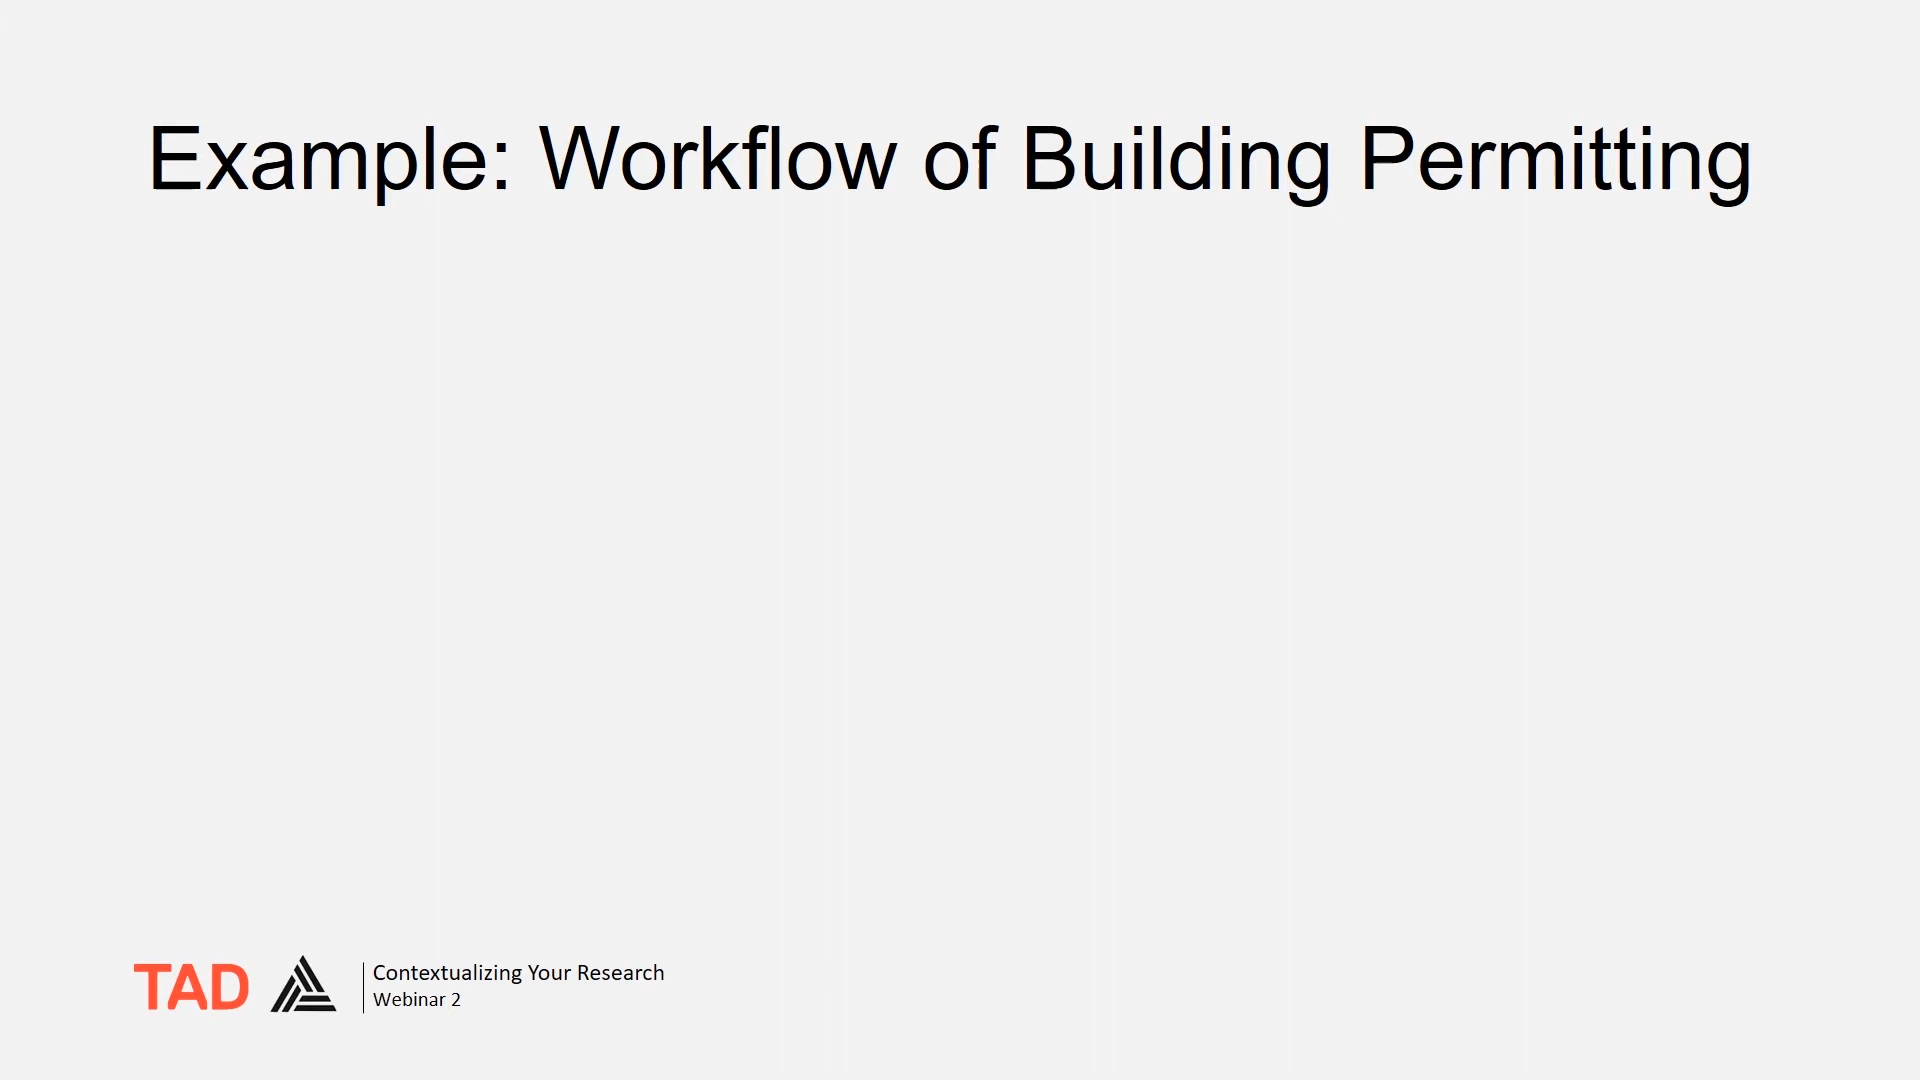 Example: Workflow of Building Permitting
TAD
Contextualizing Your Research
Webinar 2